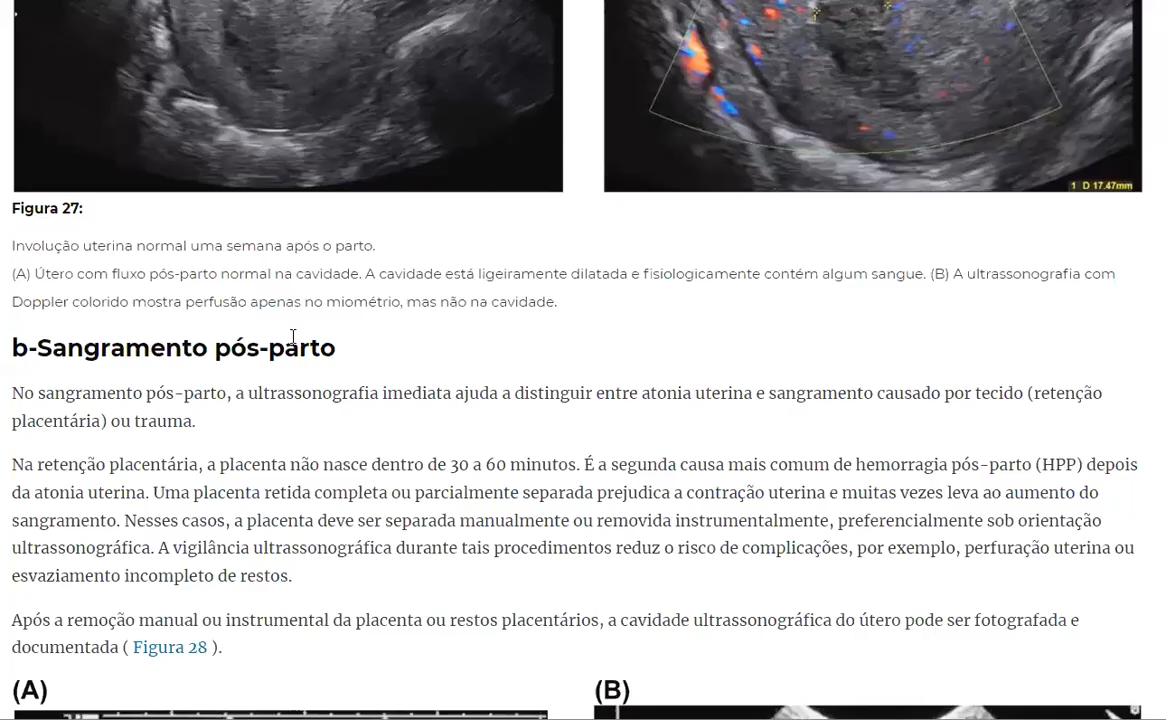 1 D 17.47mm
Figura 27:
Involução uterina normal uma semana após o parto.
(A) Útero com fluxo pós-parto normal na cavidade. A cavidade está ligeiramente dilatada e fisiologicamente contém algum sangue. (B) A ultrassonografia com
Doppler colorido mostra perfusão apenas no miométrio, mas não na cavidade.
b-Sangramento pós-parto
No sangramento pós-parto, a ultrassonografia imediata ajuda a distinguir entre atonia uterina e sangramento causado por tecido (retenção
placentária) ou trauma.
Na retenção placentária, a placenta não nasce dentro de 30 a 60 minutos. É a segunda causa mais comum de hemorragia pós-parto (HPP) depois
da atonia uterina. Uma placenta retida completa ou parcialmente separada prejudica a contração uterina e muitas vezes leva ao aumento do
sangramento. Nesses casos, a placenta deve ser separada manualmente ou removida instrumentalmente, preferencialmente sob orientação
ultrassonográfica. A vigilância ultrassonográfica durante tais procedimentos reduz o risco de complicações, por exemplo, perfuração uterina ou
esvaziamento incompleto de restos.
Após a remoção manual ou instrumental da placenta ou restos placentários, a cavidade ultrassonográfica do útero pode ser fotografada e
documentada ( Figura 28 ).
(A) (B)